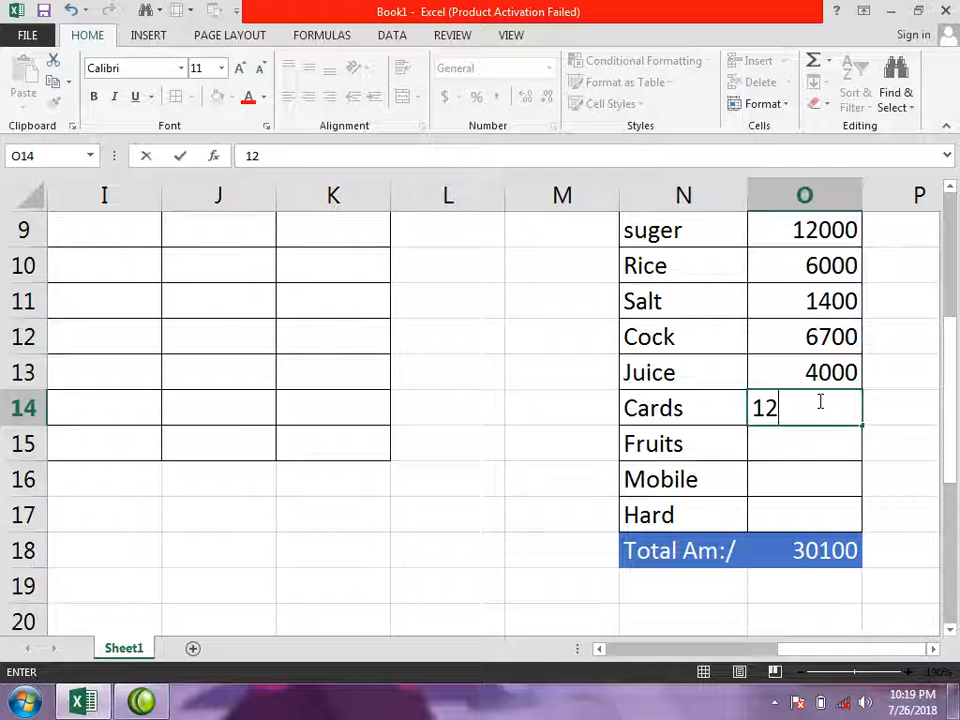 Book1 - Excel (Product Activation Failed)
FILE HOME INSERT PAGE LAYOUT FORMULAS DATA REVIEW VIEW Sign in
Calibri 11 General
Paste
Conditional Formatting
Format as Table
Cell Styles
Insert
Delete
Format
Sort & Filter
Find & Select
Clipboard Font Alignment Number Styles Cells Editing
O14 12
I J K L M N O P
9 suger 12000
10 Rice 6000
11 Salt 1400
12 Cock 6700
13 Juice 4000
14 Cards 12
15 Fruits
16 Mobile
17 Hard
18 Total Am:/ 30100
19
20
Sheet1
ENTER 190%
10:19 PM
7/26/2018